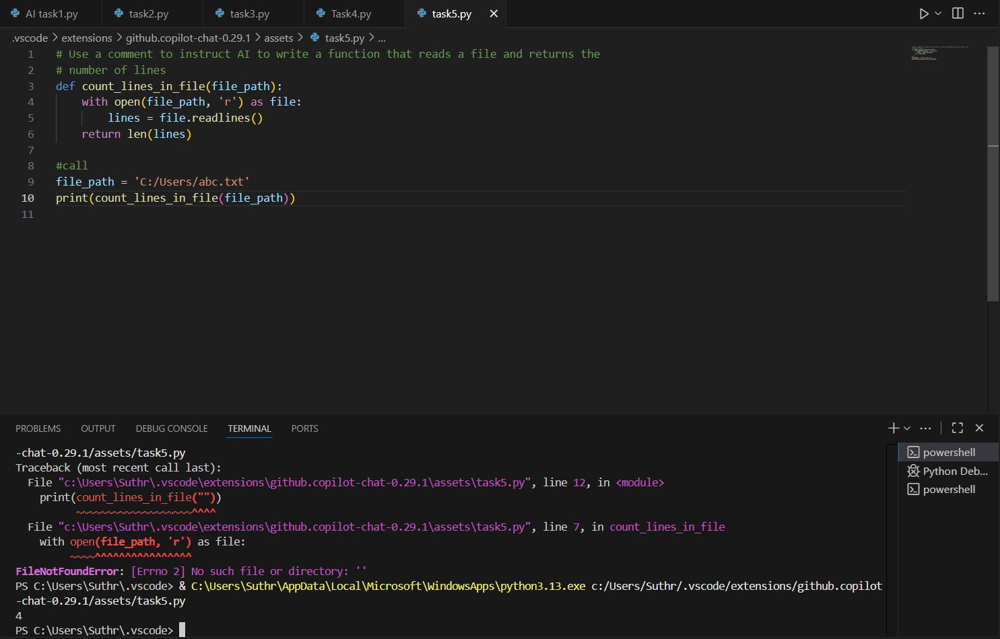 AI task1.py task2.py task3.py Task4.py task5.py
.vscode > extensions > github.copilot-chat-0.29.1 > assets > task5.py > ...
1 # Use a comment to instruct AI to write a function that reads a file and returns the
2 # number of lines
3 def count_lines_in_file(file_path):
4     with open(file_path, 'r') as file:
5         lines = file.readlines()
6     return len(lines)
7
8 #call
9 file_path = 'C:/Users/abc.txt'
10 print(count_lines_in_file(file_path))
11
PROBLEMS OUTPUT DEBUG CONSOLE TERMINAL PORTS
-chat-0.29.1/assets/task5.py
Traceback (most recent call last):
  File "c:\Users\Suthr\.vscode\extensions\github.copilot-chat-0.29.1\assets\task5.py", line 12, in <module>
    print(count_lines_in_file(""))
          ~~~~~~~~~~~~~~~~~~~^^^^
  File "c:\Users\Suthr\.vscode\extensions\github.copilot-chat-0.29.1\assets\task5.py", line 7, in count_lines_in_file
    with open(file_path, 'r') as file:
         ~~~~^^^^^^^^^^^^^^^^
FileNotFoundError: [Errno 2] No such file or directory: ''
PS C:\Users\Suthr\.vscode> & C:\Users\Suthr\AppData\Local\Microsoft\WindowsApps\python3.13.exe c:/Users/Suthr/.vscode/extensions/github.copilot
-chat-0.29.1/assets/task5.py
4
PS C:\Users\Suthr\.vscode>
powershell
Python Deb...
powershell